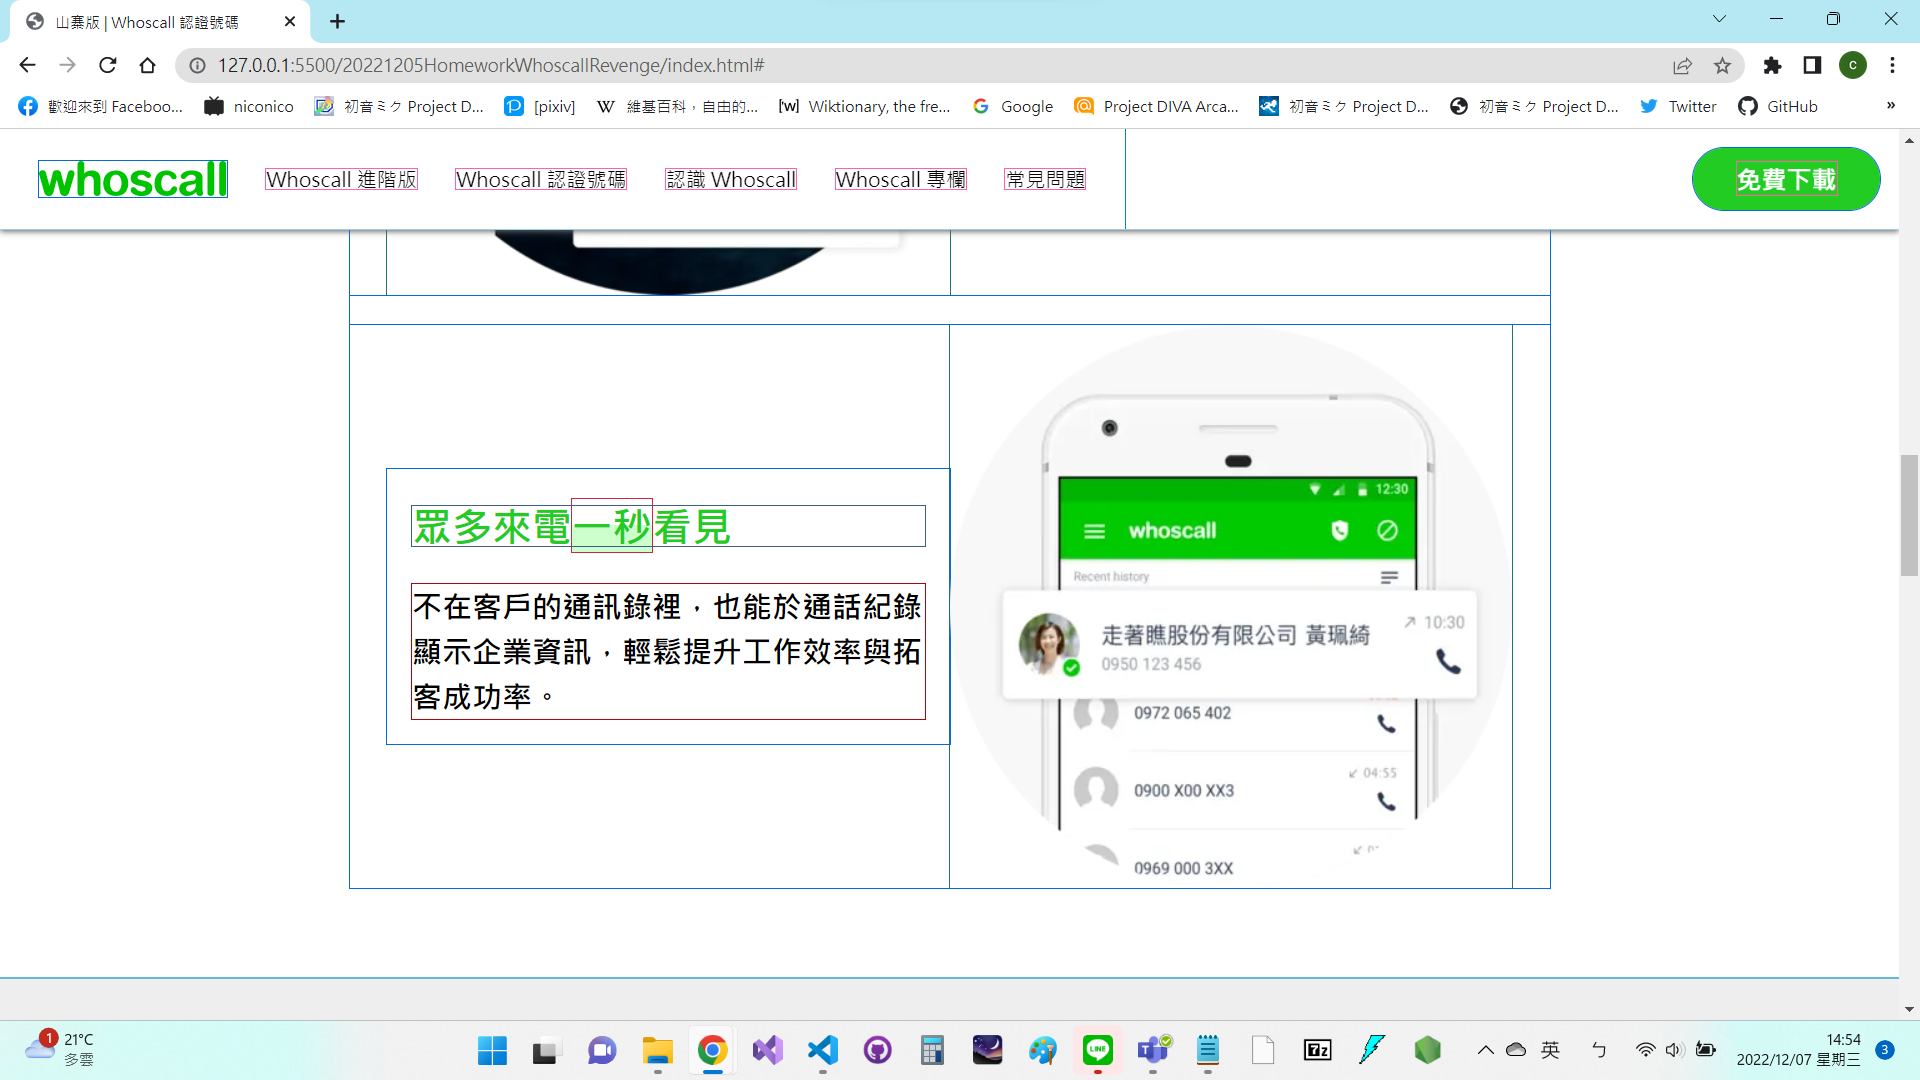 山寨版 | Whoscall 認證號碼
127.0.0.1:5500/20221205HomeworkWhoscallRevenge/index.html#
c
歡迎來到 Faceboo...
niconico
初音ミク Project D...
[pixiv]
維基百科，自由的...
[w] Wiktionary, the fre...
Google
Project DIVA Arca...
初音ミク Project D...
初音ミク Project D...
Twitter
GitHub
»
whoscall
Whoscall 進階版
Whoscall 認證號碼
認識 Whoscall
Whoscall 專欄
常見問題
免費下載
眾多來電一秒看見
不在客戶的通訊錄裡，也能於通話紀錄
顯示企業資訊，輕鬆提升工作效率與拓
客成功率。
12:30
whoscall
Recent history
走著瞧股份有限公司 黃珮綺
10:30
0950 123 456
0972 065 402
04:55
0900 X00 XX3
0969 000 3XX
1
21°C
多雲
LINE
7z
英
ㄅ
14:54
2022/12/07 星期三
3